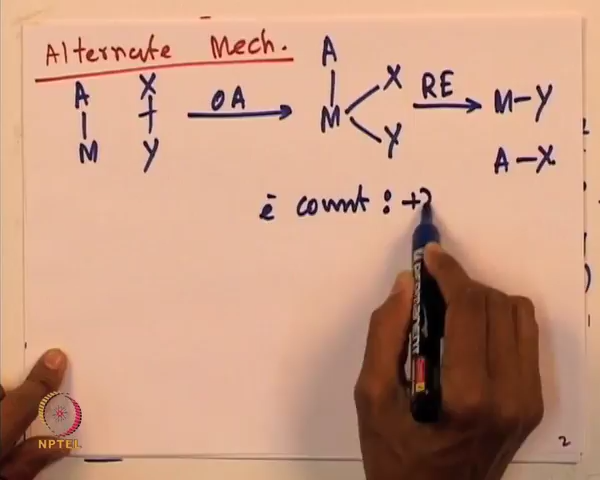 Alternate Mech.
A X OA A X RE M-Y
M Y M Y A-X
ē count : +2
NPTEL
2